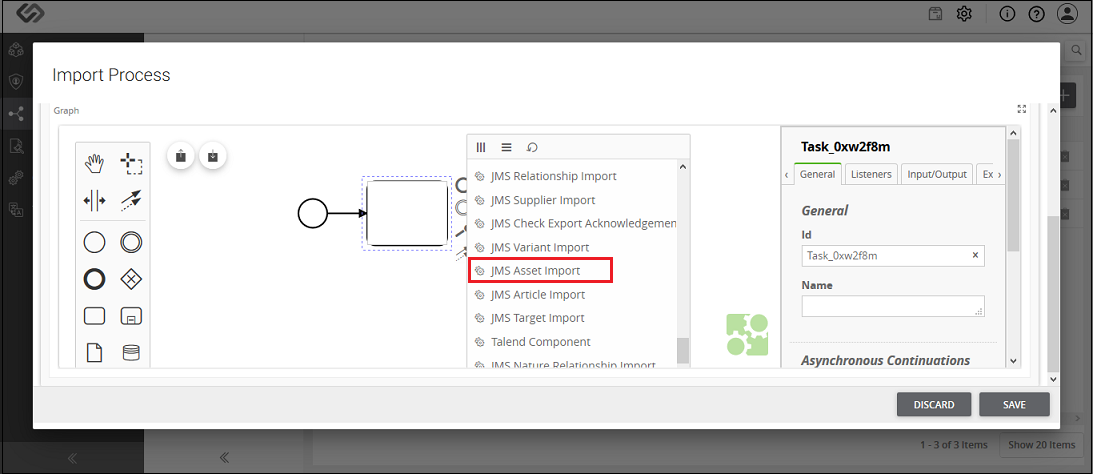 Import Process
Graph
JMS Relationship Import
JMS Supplier Import
JMS Check Export Acknowledgemen
JMS Variant Import
JMS Asset Import
JMS Article Import
JMS Target Import
Talend Component
JMS Nature Relationship Import
Task_0xw2f8m
General
Listeners
Input/Output
Ex
General
Id
Task_0xw2f8m
Name
Asynchronous Continuations
DISCARD
SAVE
1 - 3 of 3 Items
Show 20 Items